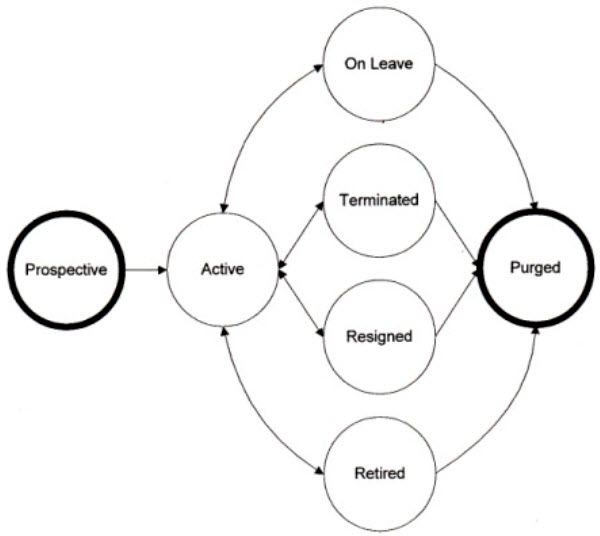 On Leave
Terminated
Prospective
Active
Purged
Resigned
Retired